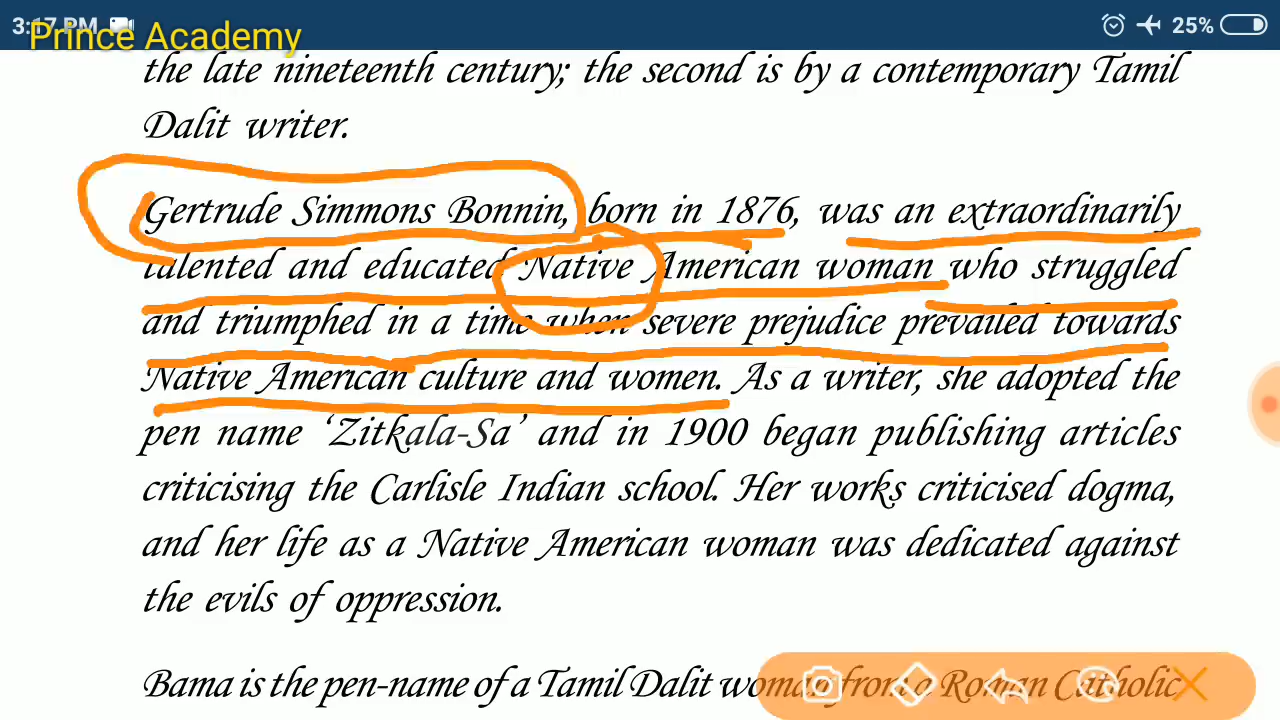 3:17 PM 25%
Prince Academy
the late nineteenth century; the second is by a contemporary Tamil
Dalit writer.
Gertrude Simmons Bonnin, born in 1876, was an extraordinarily
talented and educated Native American woman who struggled
and triumphed in a time when severe prejudice prevailed towards
Native American culture and women. As a writer, she adopted the
pen name ‘Zitkala-Sa’ and in 1900 began publishing articles
criticising the Carlisle Indian school. Her works criticised dogma,
and her life as a Native American woman was dedicated against
the evils of oppression.
Bama is the pen-name of a Tamil Dalit woman from a Roman Catholic